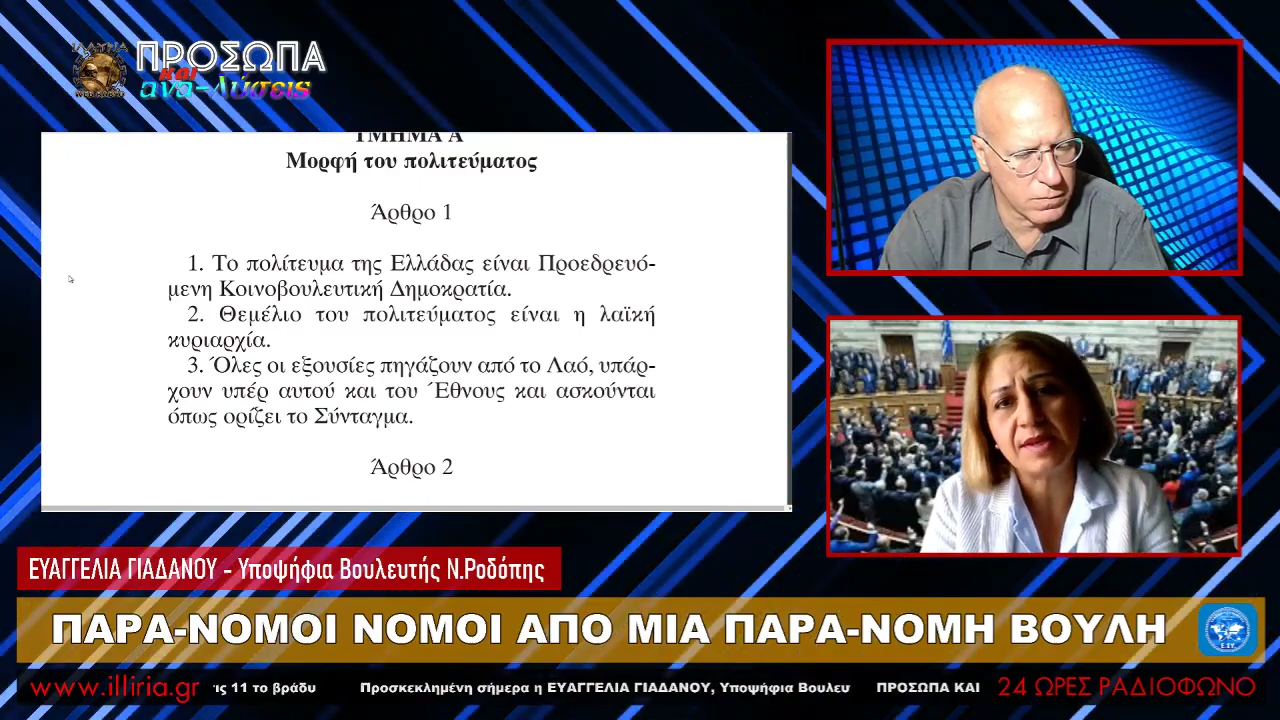 ΠΡΟΣΩΠΑ
και
ανα-λύσεις
ΤΜΗΜΑ Α
Μορφή του πολιτεύματος
Άρθρο 1
1. Το πολίτευμα της Ελλάδας είναι Προεδρευό-
μενη Κοινοβουλευτική Δημοκρατία.
2. Θεμέλιο του πολιτεύματος είναι η λαϊκή
κυριαρχία.
3. Όλες οι εξουσίες πηγάζουν από το Λαό, υπάρ-
χουν υπέρ αυτού και του Έθνους και ασκούνται
όπως ορίζει το Σύνταγμα.
Άρθρο 2
ΕΥΑΓΓΕΛΙΑ ΓΙΑΔΑΝΟΥ - Υποψήφια Βουλευτής Ν.Ροδόπης
ΠΑΡΑ-ΝΟΜΟΙ ΝΟΜΟΙ ΑΠΟ ΜΙΑ ΠΑΡΑ-ΝΟΜΗ ΒΟΥΛΗ
Ε.ΣΥ.
www.illiria.gr ις 11 το βράδυ Προσκεκλημένη σήμερα η ΕΥΑΓΓΕΛΙΑ ΓΙΑΔΑΝΟΥ, Υποψήφια Βουλευ ΠΡΟΣΩΠΑ ΚΑΙ 24 ΩΡΕΣ ΡΑΔΙΟΦΩΝΟ